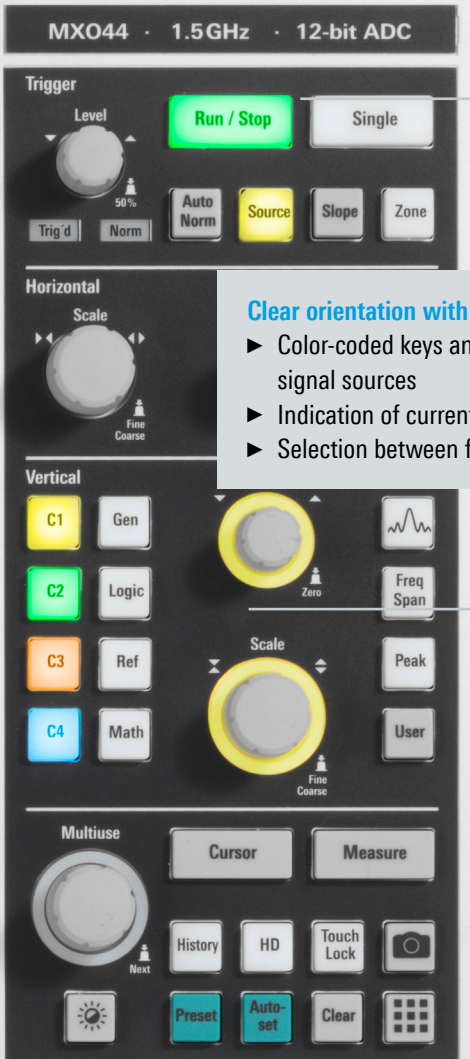 MXO44 · 1.5 GHz · 12-bit ADC
Trigger
Level
Run / Stop
Single
50%
Auto
Norm
Source
Slope
Zone
Trig'd
Norm
Horizontal
Scale
Fine
Coarse
Clear orientation with
► Color-coded keys an
signal sources
► Indication of current
► Selection between f
Vertical
C1
Gen
Zero
C2
Logic
Freq
Span
C3
Ref
Scale
Peak
C4
Math
User
Fine
Coarse
Multiuse
Cursor
Measure
Next
History
HD
Touch
Lock
Preset
Auto-
set
Clear